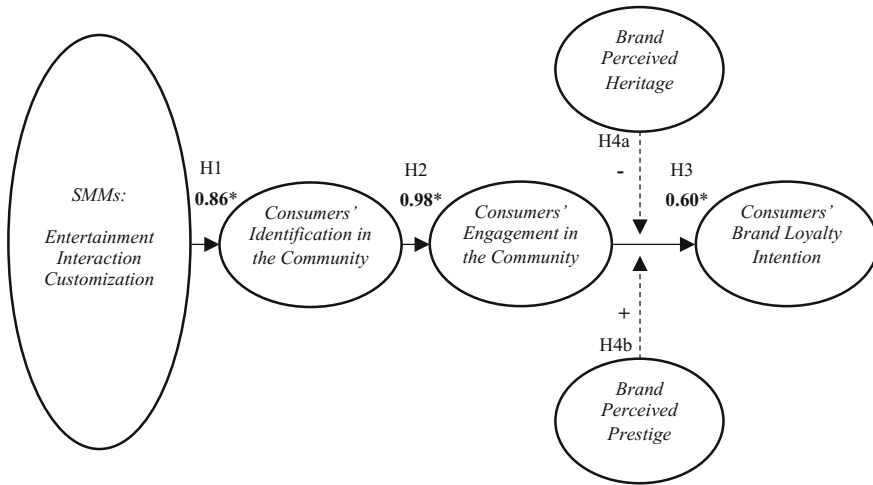 Brand
Perceived
Heritage
H4a
-
H1
0.86*
H2
0.98*
H3
0.60*
SMMs:
Entertainment
Interaction
Customization
Consumers'
Identification in
the Community
Consumers'
Engagement in
the Community
Consumers'
Brand Loyalty
Intention
+
H4b
Brand
Perceived
Prestige